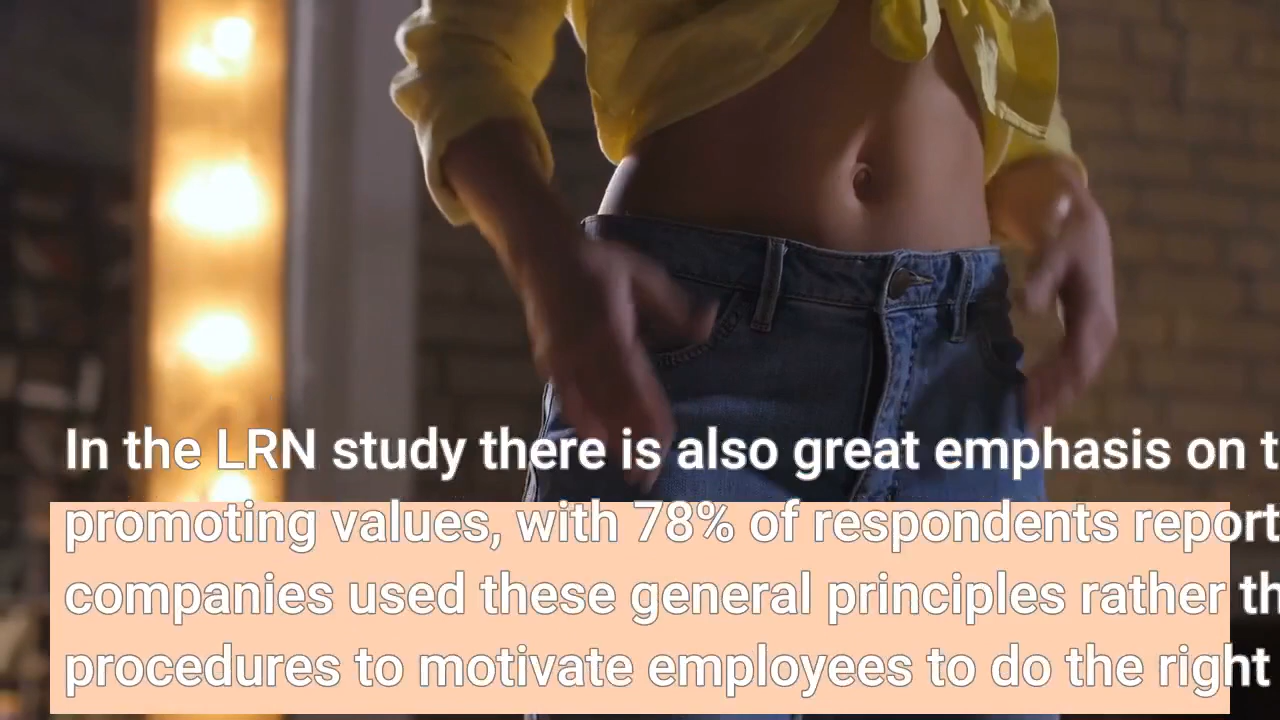 In the LRN study there is also great emphasis on
promoting values, with 78% of respondents report
companies used these general principles rather
procedures to motivate employees to do the right